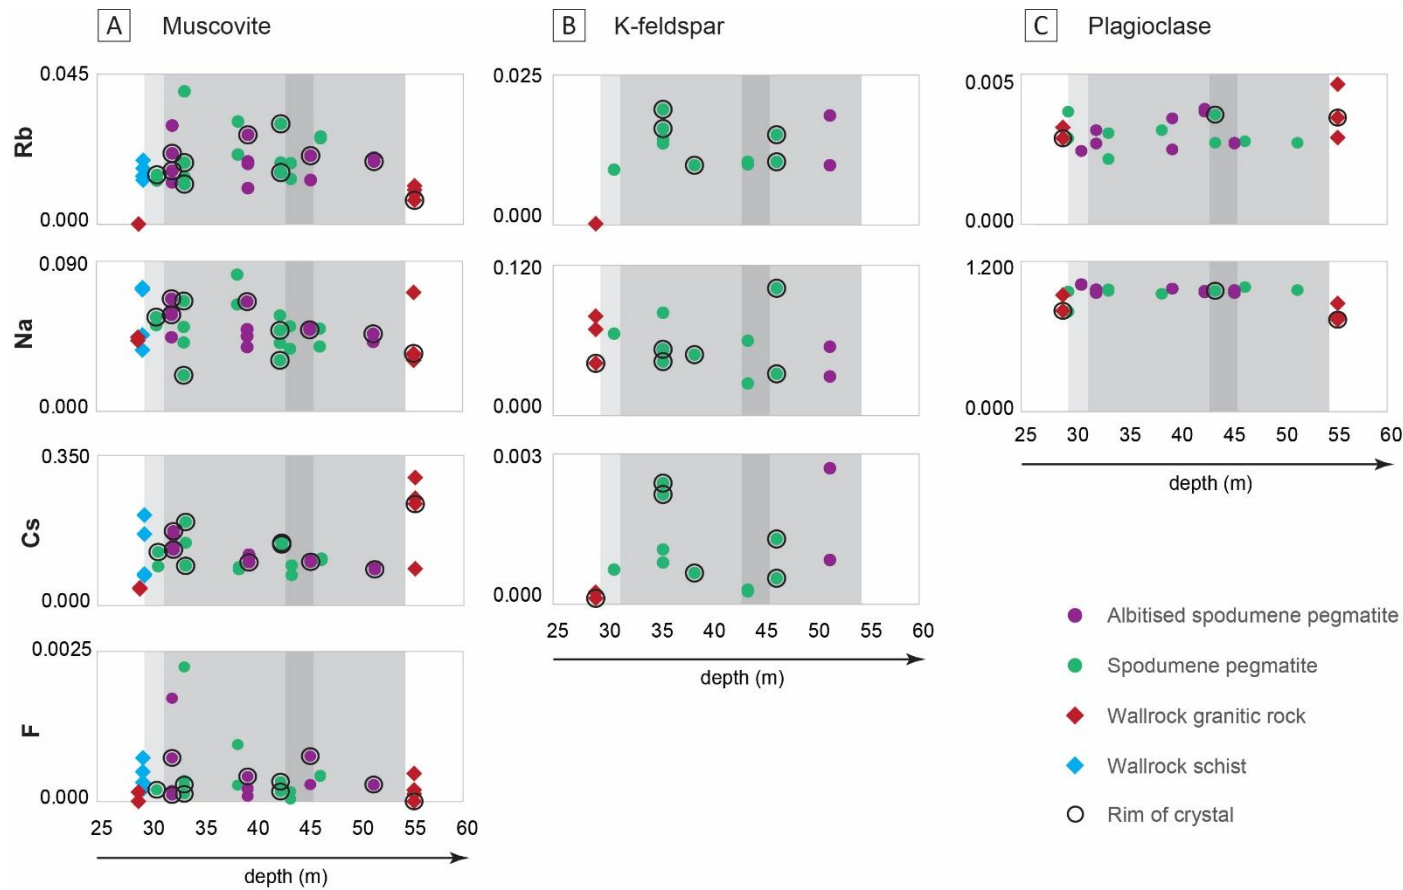 A Muscovite
B K-feldspar
C Plagioclase
0.045
Rb
0.000
0.090
Na
0.000
0.350
Cs
0.000
0.0025
F
0.000
25 30 35 40 45 55 60
depth (m)
0.025
0.000
0.120
0.000
0.003
0.000
25 30 35 40 45 55 60
depth (m)
0.005
0.000
1.200
0.000
25 30 35 40 45 55 60
depth (m)
Albitised spodumene pegmatite
Spodumene pegmatite
Wallrock granitic rock
Wallrock schist
Rim of crystal